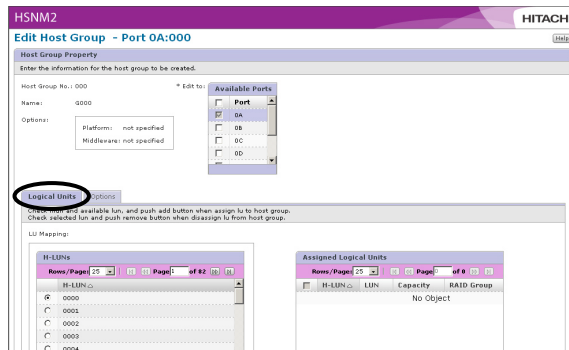 HSNM2
HITACH
Edit Host Group - Port 0A:000
Help
Host Group Property
Enter the information for the host group to be created.
Host Group No.: 000
* Edit to:
Available Ports
Name: G000
Port
0A
Options:
0B
Platform: not specified
0C
Middleware: not specified
0D
Logical Units
Options
Check hlun and available lun, and push add button when assign lu to host group.
Check selected lun and push remove button when disassign lu from host group.
LU Mapping:
H-LUNs
Assigned Logical Units
Rows/Page: 25 Page 1 of 82
Rows/Page: 25 Page 0 of 0
H-LUN
H-LUN LUN Capacity RAID Group
0000
No Object
0001
0002
0003
0004